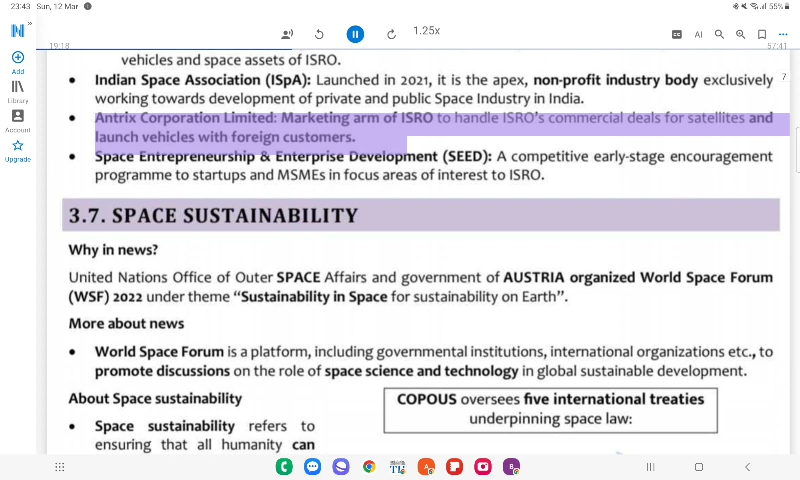 23:43 Sun, 12 Mar
55%
N »
1.25x
AI
19:18
57:41
Add
Library
Account
Upgrade
7
vehicles and space assets of ISRO.
• Indian Space Association (ISpA): Launched in 2021, it is the apex, non-profit industry body exclusively
working towards development of private and public Space Industry in India.
• Antrix Corporation Limited: Marketing arm of ISRO to handle ISRO's commercial deals for satellites and
launch vehicles with foreign customers.
• Space Entrepreneurship & Enterprise Development (SEED): A competitive early-stage encouragement
programme to startups and MSMEs in focus areas of interest to ISRO.
3.7. SPACE SUSTAINABILITY
Why in news?
United Nations Office of Outer SPACE Affairs and government of AUSTRIA organized World Space Forum
(WSF) 2022 under theme “Sustainability in Space for sustainability on Earth”.
More about news
• World Space Forum is a platform, including governmental institutions, international organizations etc., to
promote discussions on the role of space science and technology in global sustainable development.
About Space sustainability
• Space sustainability refers to
ensuring that all humanity can
COPOUS oversees five international treaties
underpinning space law: